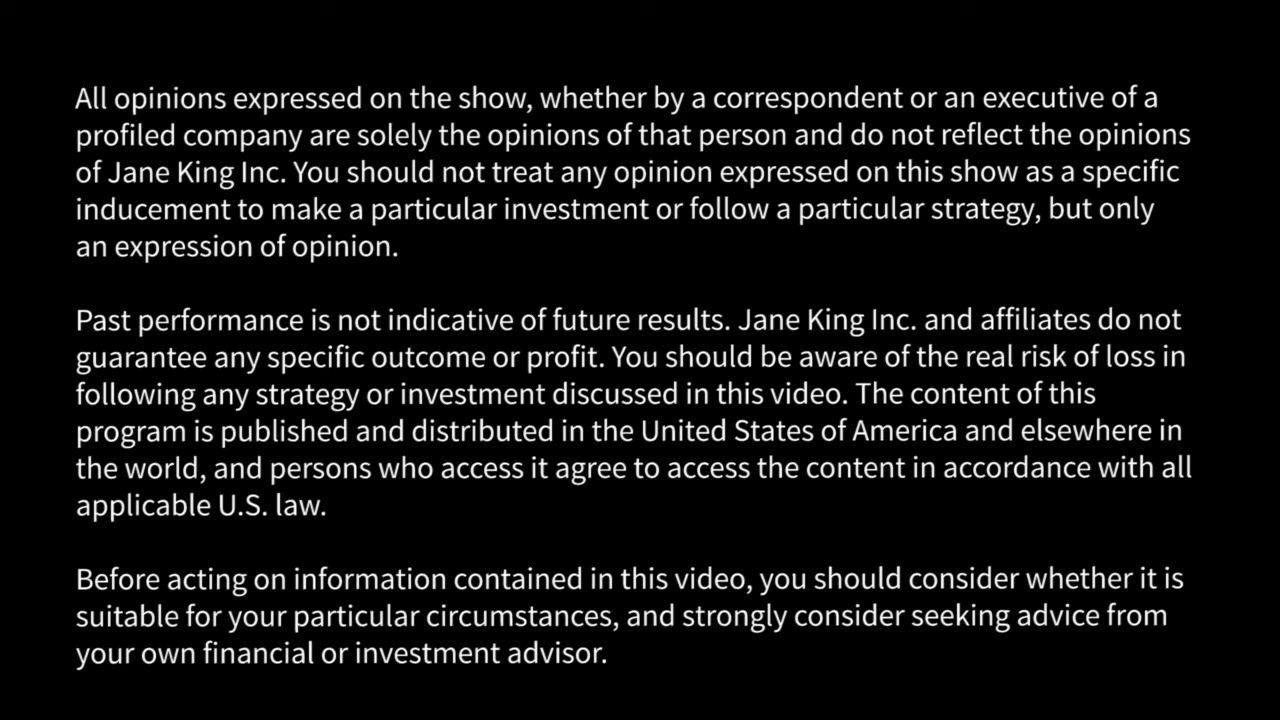 All opinions expressed on the show, whether by a correspondent or an executive of a
profiled company are solely the opinions of that person and do not reflect the opinions
of Jane King Inc. You should not treat any opinion expressed on this show as a specific
inducement to make a particular investment or follow a particular strategy, but only
an expression of opinion.
Past performance is not indicative of future results. Jane King Inc. and affiliates do not
guarantee any specific outcome or profit. You should be aware of the real risk of loss in
following any strategy or investment discussed in this video. The content of this
program is published and distributed in the United States of America and elsewhere in
the world, and persons who access it agree to access the content in accordance with all
applicable U.S. law.
Before acting on information contained in this video, you should consider whether it is
suitable for your particular circumstances, and strongly consider seeking advice from
your own financial or investment advisor.